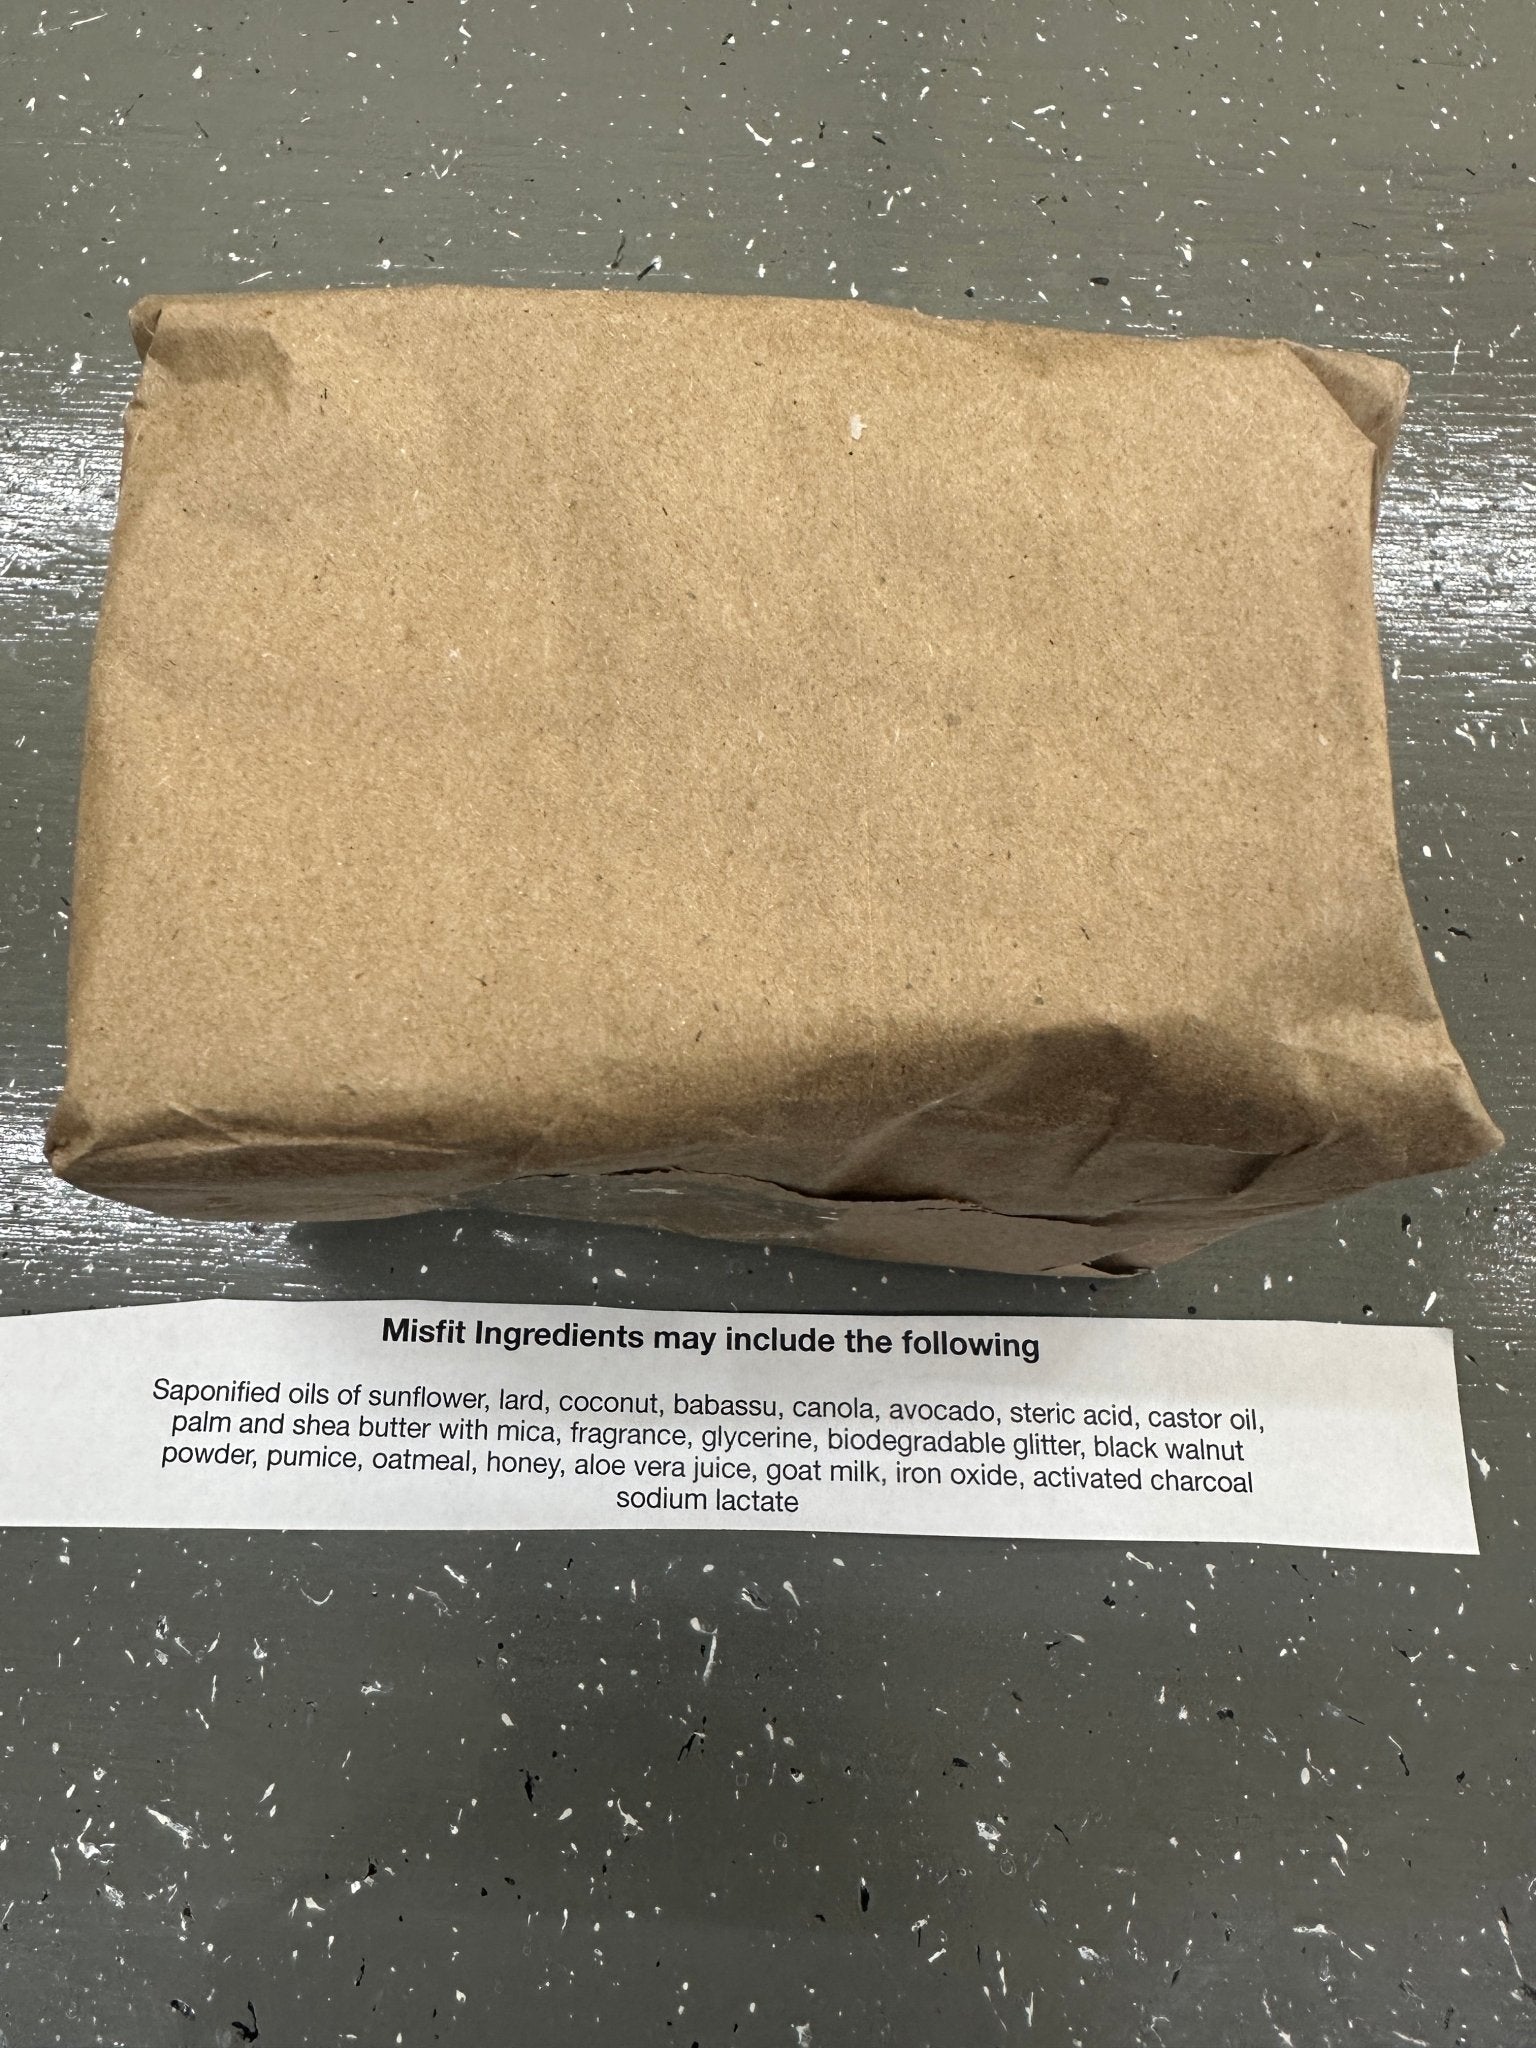 Misfit Ingredients may include the following
Saponified oils of sunflower, lard, coconut, babassu, canola, avocado, steric acid, castor oil,
palm and shea butter with mica, fragrance, glycerine, biodegradable glitter, black walnut
powder, pumice, oatmeal, honey, aloe vera juice, goat milk, iron oxide, activated charcoal
sodium lactate